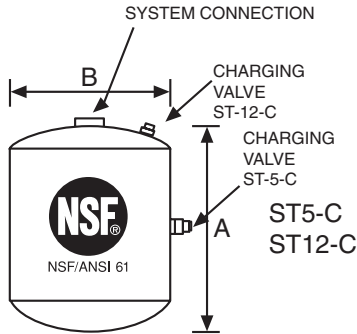 SYSTEM CONNECTION
B
CHARGING
VALVE
ST-12-C
CHARGING
VALVE
ST-5-C
A
ST5-C
ST12-C
NSF®
NSF/ANSI 61